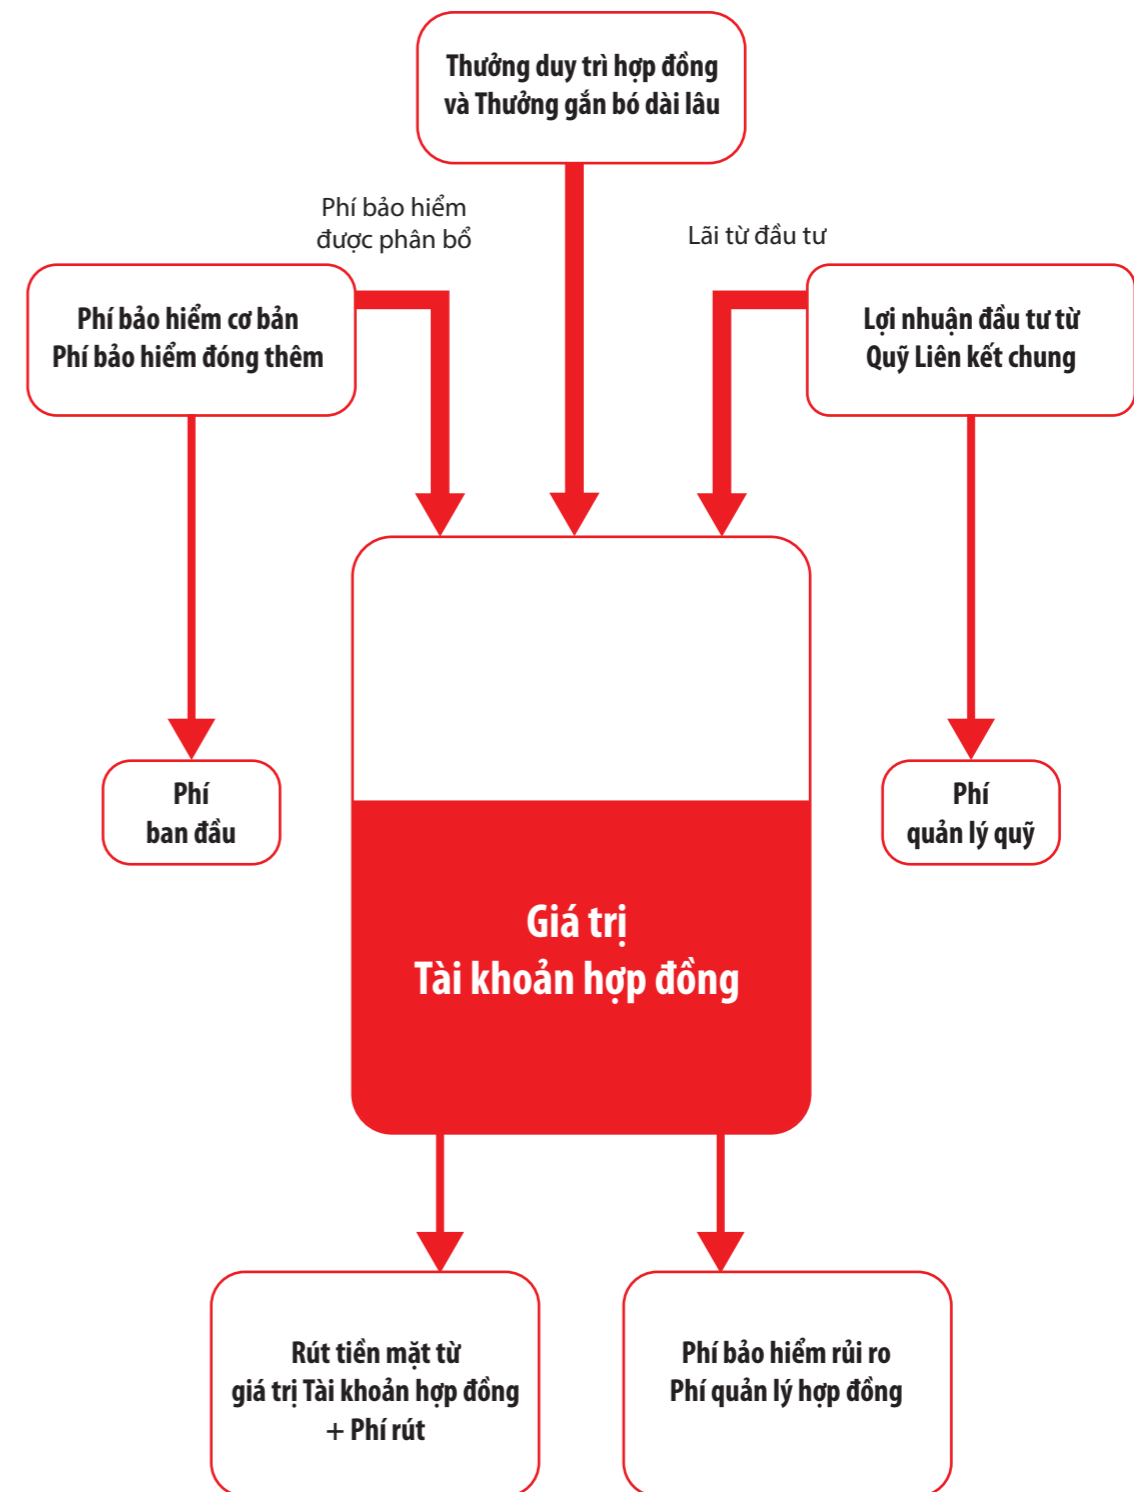 Thưởng duy trì hợp đồng
và Thưởng gắn bó dài lâu
Phí bảo hiểm
được phân bổ
Lãi từ đầu tư
Phí bảo hiểm cơ bản
Phí bảo hiểm đóng thêm
Lợi nhuận đầu tư từ
Quỹ Liên kết chung
Phí
ban đầu
Phí
quản lý quỹ
Giá trị
Tài khoản hợp đồng
Rút tiền mặt từ
giá trị Tài khoản hợp đồng
+ Phí rút
Phí bảo hiểm rủi ro
Phí quản lý hợp đồng